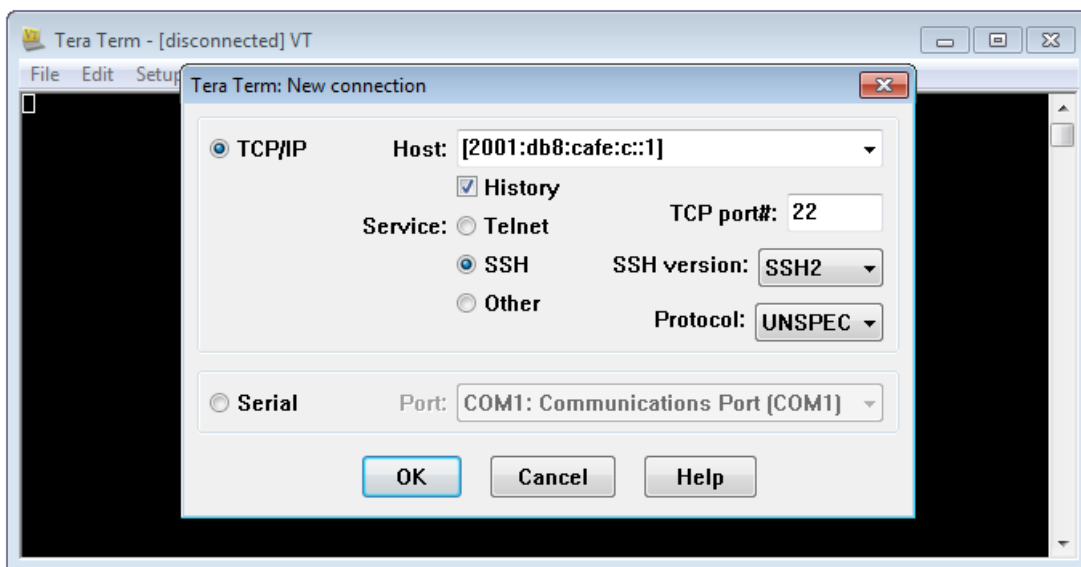 Tera Term - [disconnected] VT
File Edit Setup
Tera Term: New connection
TCP/IP Host: [2001:db8:cafe:c::1]
History
TCP port#: 22
Service: Telnet
SSH SSH version: SSH2
Other
Protocol: UNSPEC
Serial Port: COM1: Communications Port (COM1)
OK Cancel Help